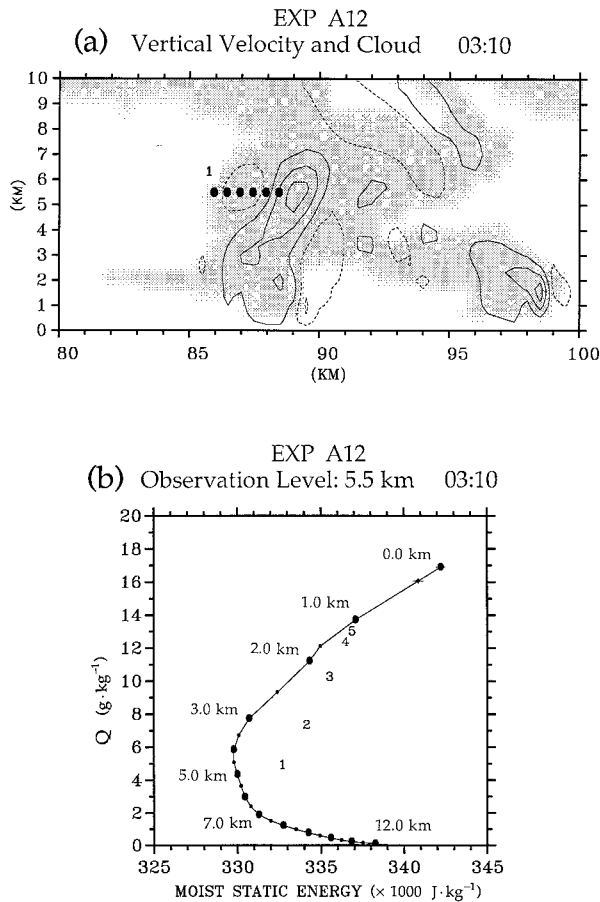 EXP A12
(a) Vertical Velocity and Cloud 03:10
10
9
8
7
6
5
4
3
2
1
0
(KM)
1
80 85 90 95 100
(KM)
EXP A12
(b) Observation Level: 5.5 km 03:10
20
18
16
14
12
10
8
6
4
2
0
Q (g·kg⁻¹)
0.0 km
1.0 km
5
4
2.0 km
3
3.0 km
2
1
5.0 km
7.0 km
12.0 km
325 330 335 340 345
MOIST STATIC ENERGY (× 1000 J·kg⁻¹)